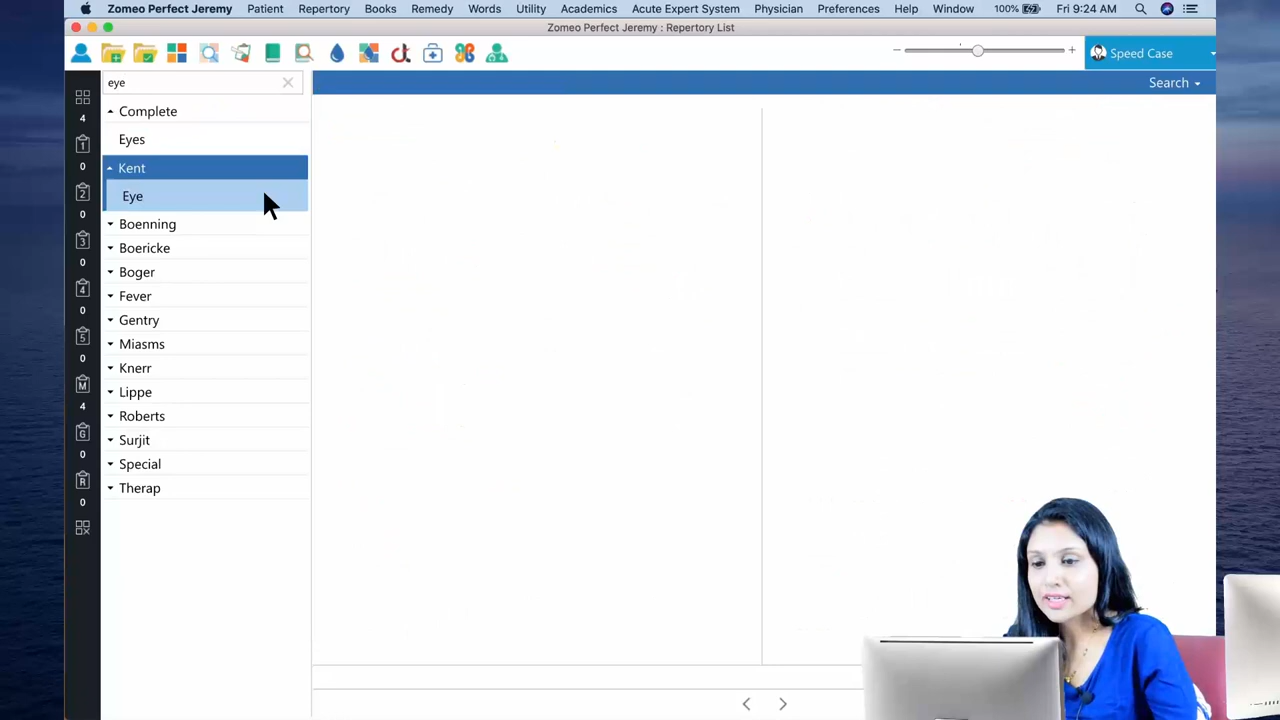 Zomeo Perfect Jeremy Patient Repertory Books Remedy Words Utility Academics Acute Expert System Physician Preferences Help Window 100% Fri 9:24 AM
Zomeo Perfect Jeremy : Repertory List
Speed Case
eye
Search
Complete
Eyes
Kent
Eye
Boenning
Boericke
Boger
Fever
Gentry
Miasms
Knerr
Lippe
Roberts
Surjit
Special
Therap
4
1
0
2
0
3
0
4
0
5
0
M
4
G
0
R
0